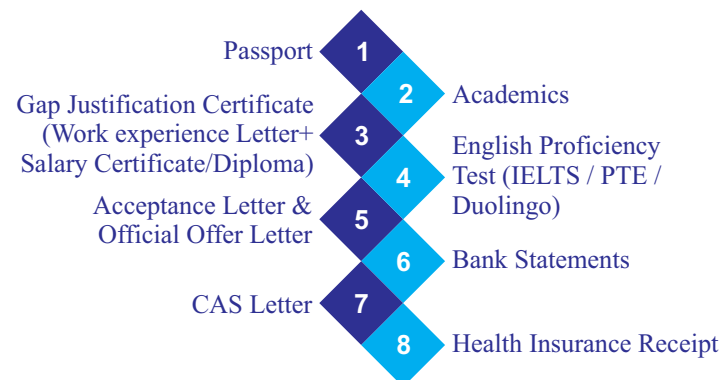 1
Passport
2
Academics
3
Gap Justification Certificate
(Work experience Letter+
Salary Certificate/Diploma)
4
English Proficiency
Test (IELTS / PTE /
Duolingo)
5
Acceptance Letter &
Official Offer Letter
6
Bank Statements
7
CAS Letter
8
Health Insurance Receipt